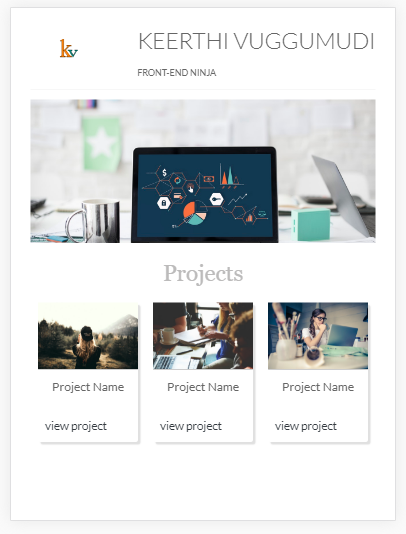 kv
KEERTHI VUGGUMUDI
FRONT-END NINJA
$
Projects
Project Name
Project Name
Project Name
view project
view project
view project